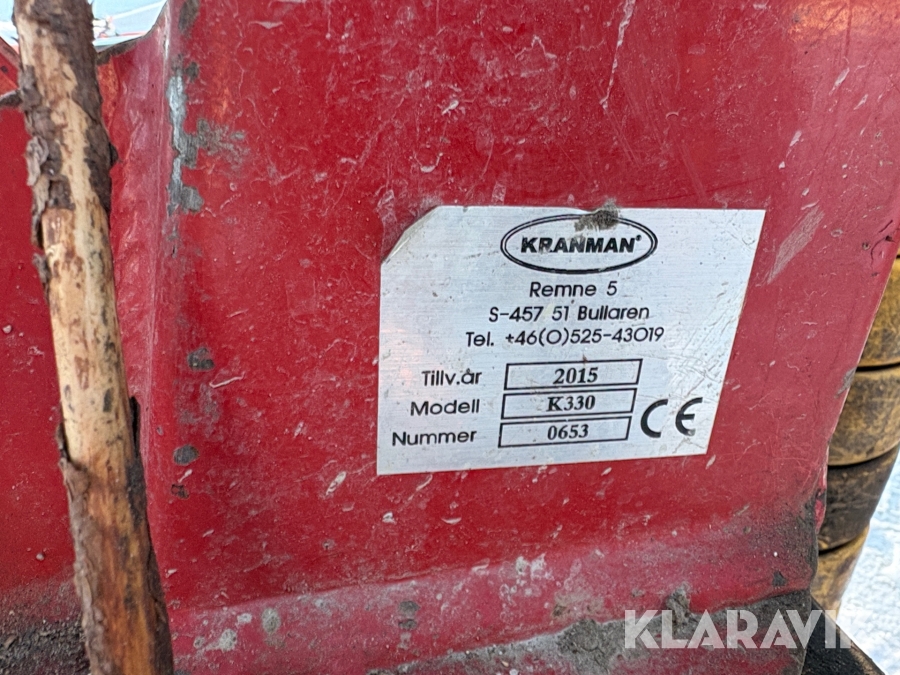 KRANMAN®
Remne 5
S-457 51 Bullaren
Tel. +46(0)525-43019
Tillv.år 2015
Modell K330
Nummer 0653
CE
KLARAVIK